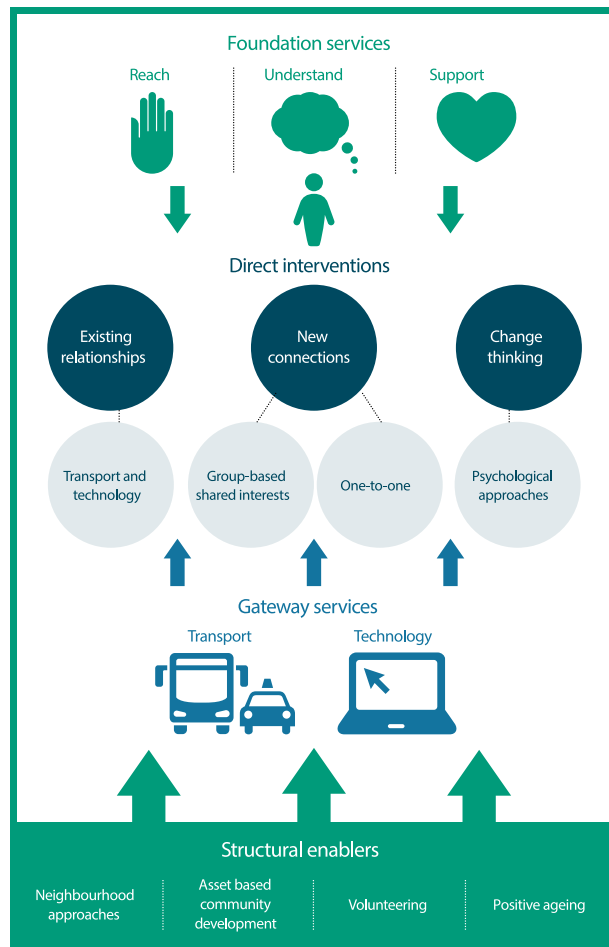 Foundation services
Reach
Understand
Support
Direct interventions
Existing
relationships
New
connections
Change
thinking
Transport and
technology
Group-based
shared interests
One-to-one
Psychological
approaches
Gateway services
Transport
Technology
Structural enablers
Neighbourhood
approaches
Asset based
community
development
Volunteering
Positive ageing